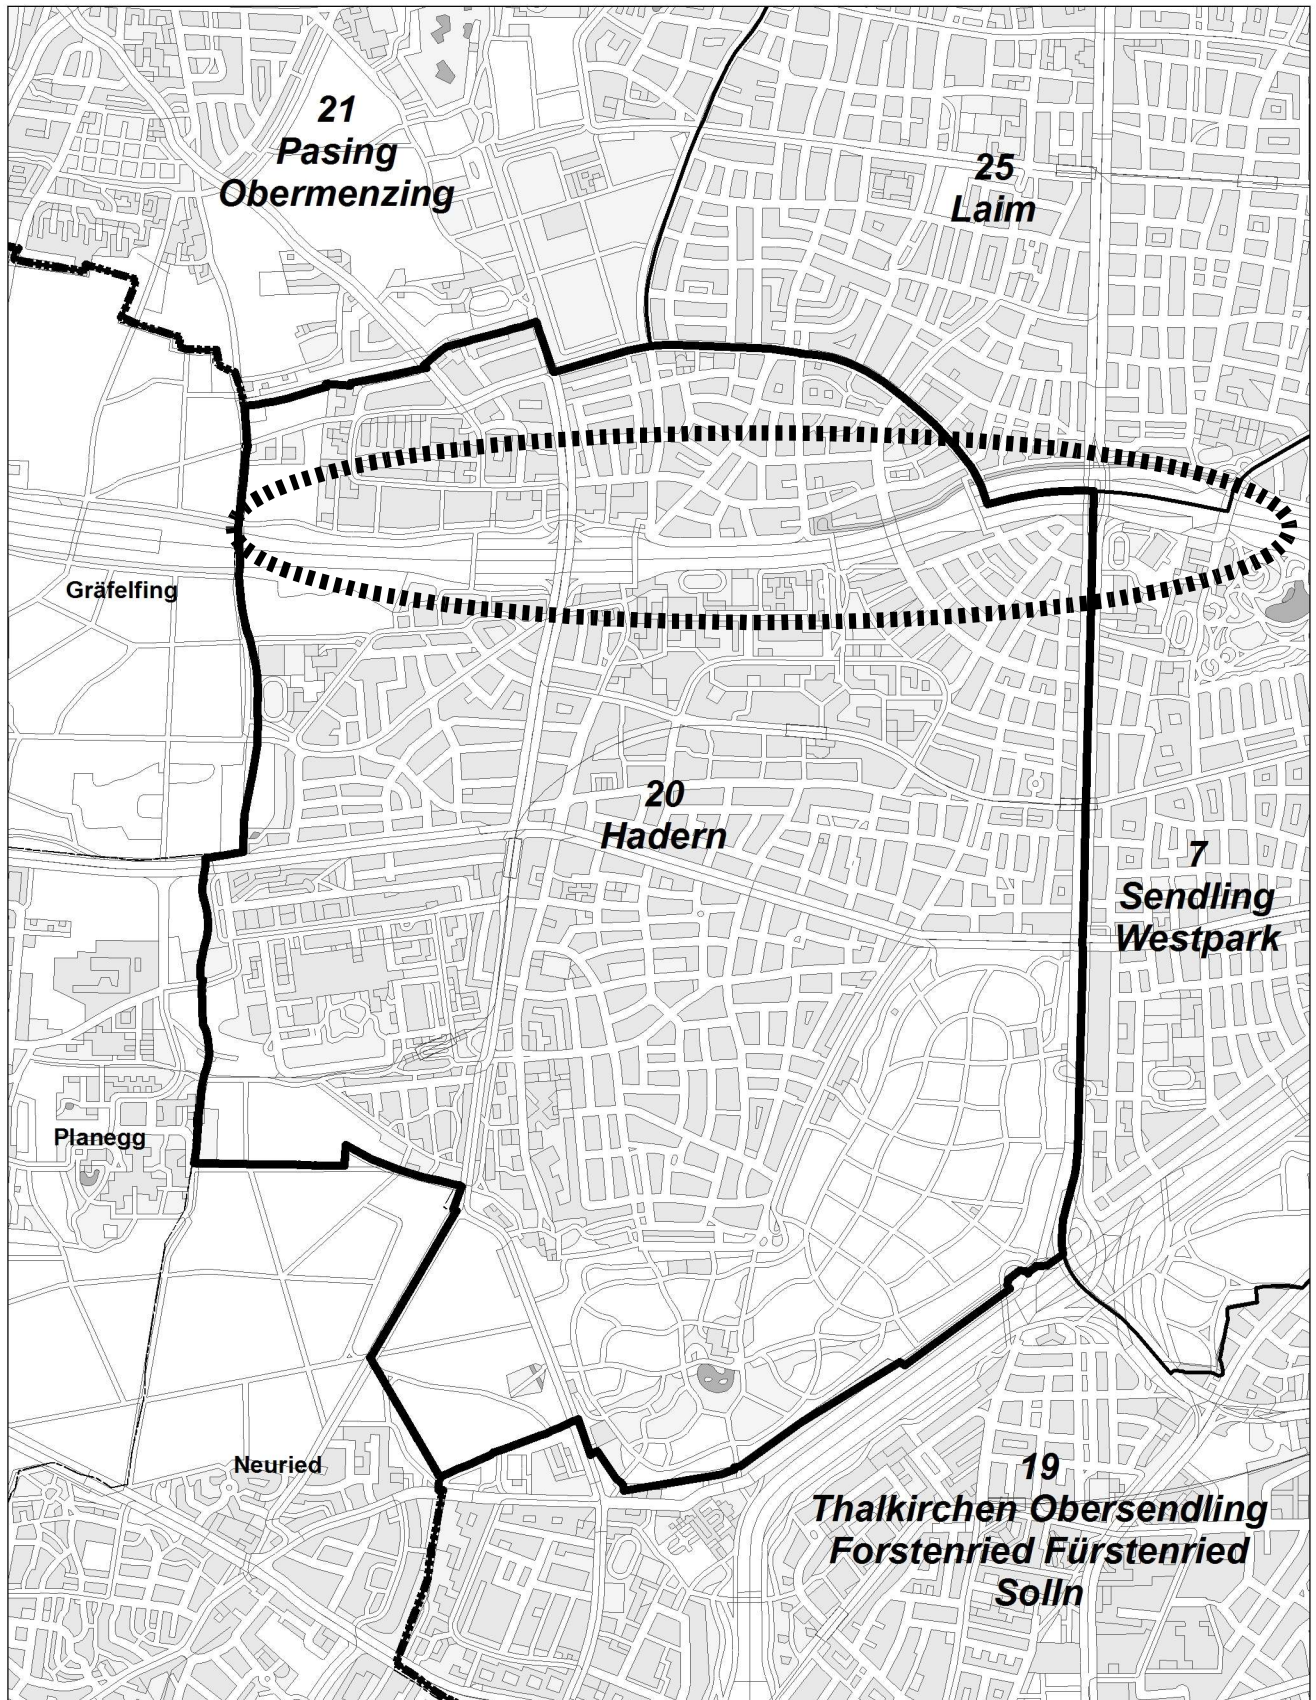 21
Pasing
Obermenzing
25
Laim
Gräfelfing
20
Hadern
7
Sendling
Westpark
Planegg
Neuried
19
Thalkirchen Obersendling
Forstenried Fürstenried
Solln